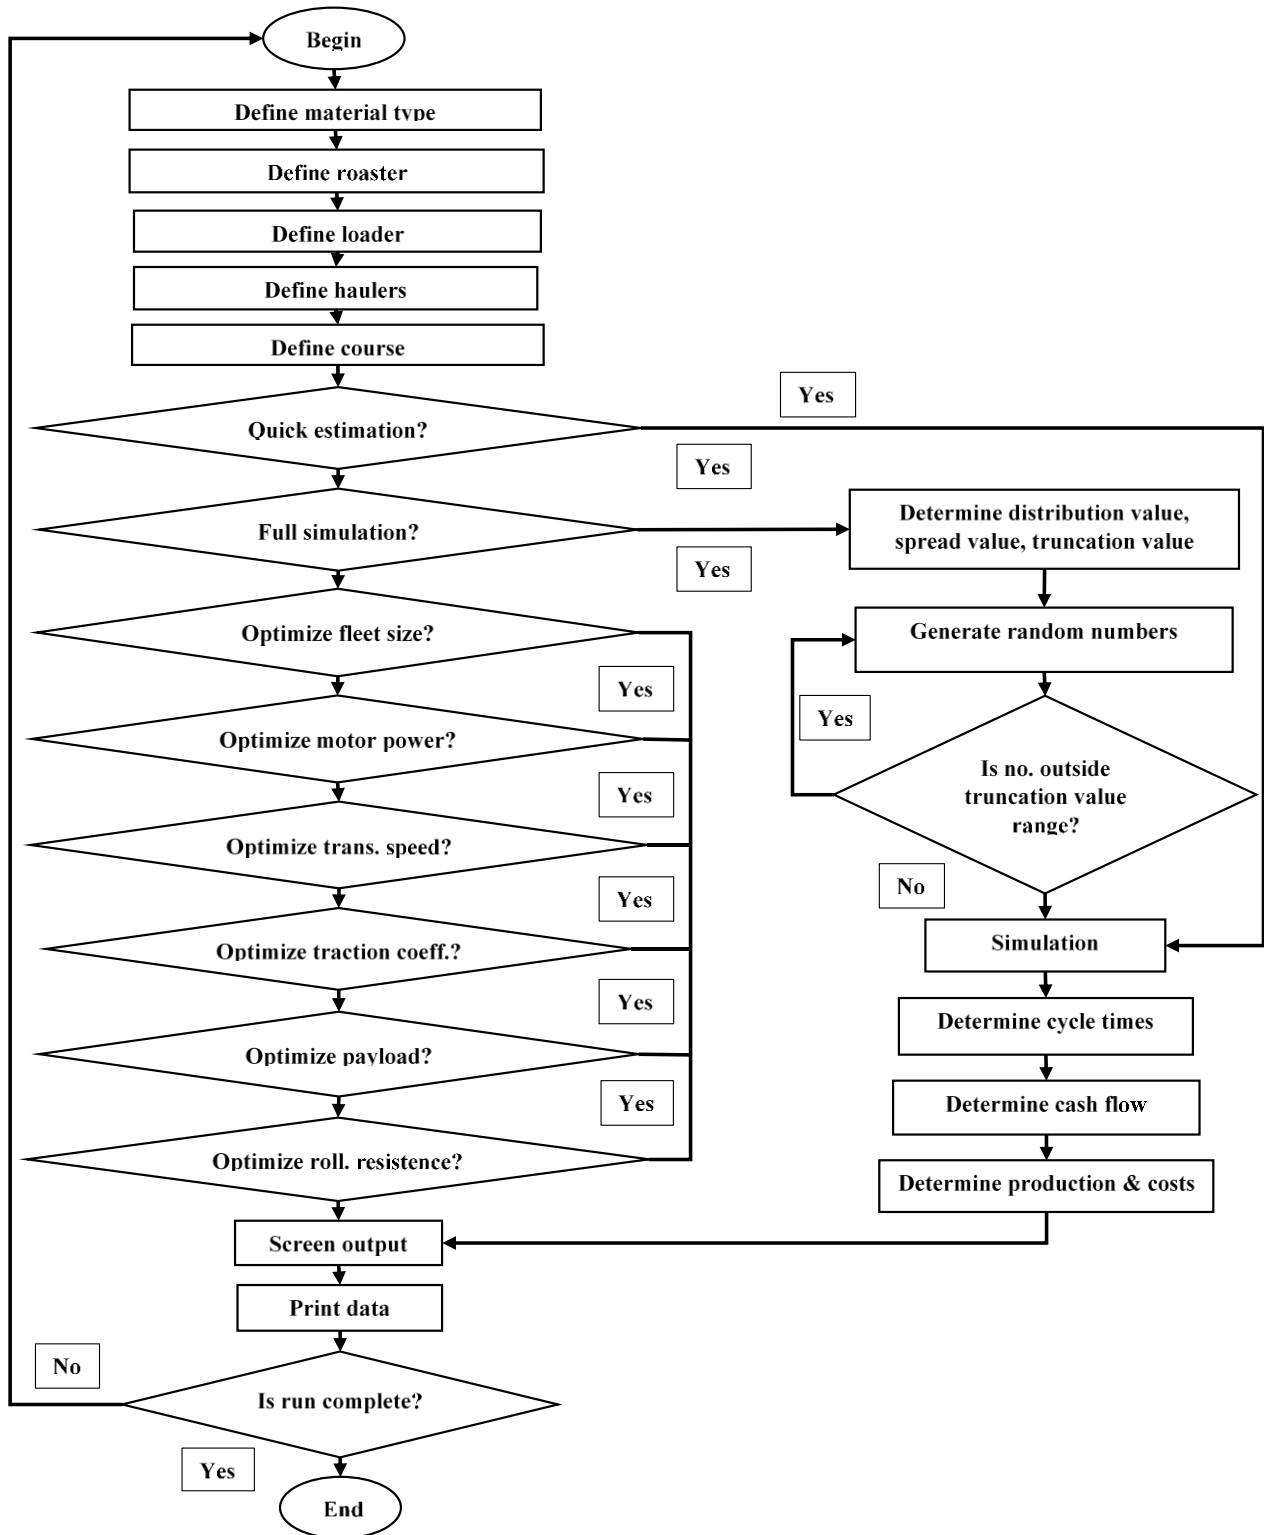 Begin
Define material type
Define roaster
Define loader
Define haulers
Define course
Yes
Quick estimation?
Yes
Full simulation?
Determine distribution value,
spread value, truncation value
Yes
Optimize fleet size?
Generate random numbers
Yes
Yes
Optimize motor power?
Is no. outside
truncation value
range?
Yes
Optimize trans. speed?
Yes
No
Optimize traction coeff.?
Simulation
Yes
Determine cycle times
Optimize payload?
Yes
Determine cash flow
Optimize roll. resistence?
Determine production & costs
Screen output
Print data
No
Is run complete?
Yes
End